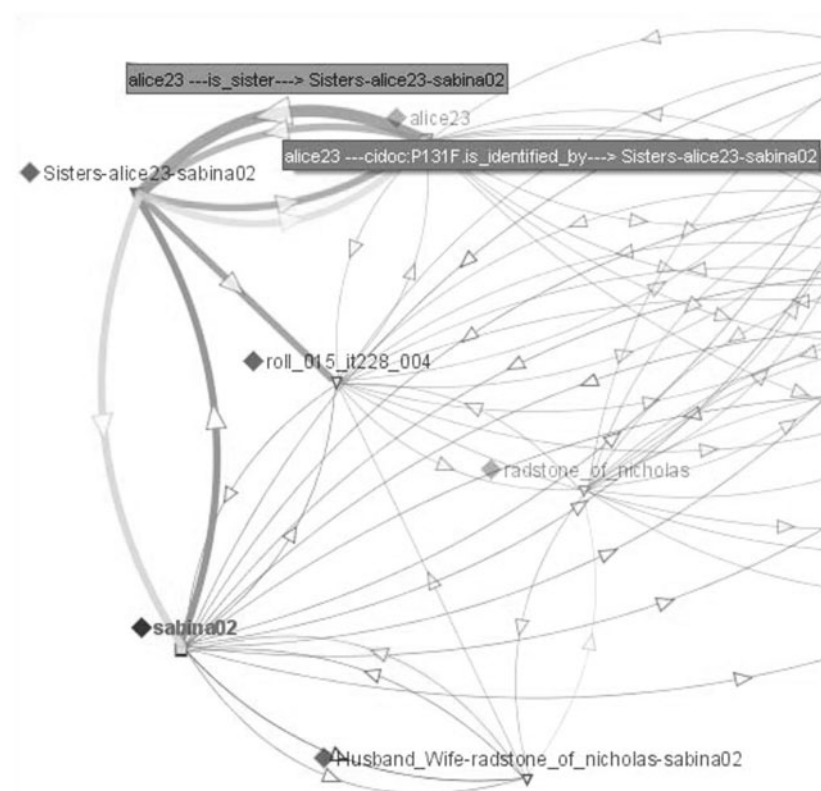 alice23 ---is_sister---> Sisters-alice23-sabina02
alice23
alice23 ---cidoc:P131F.is_identified_by---> Sisters-alice23-sabina02
Sisters-alice23-sabina02
roll_015_it228_004
radstone_of_nicholas
sabina02
Husband_Wife-radstone_of_nicholas-sabina02